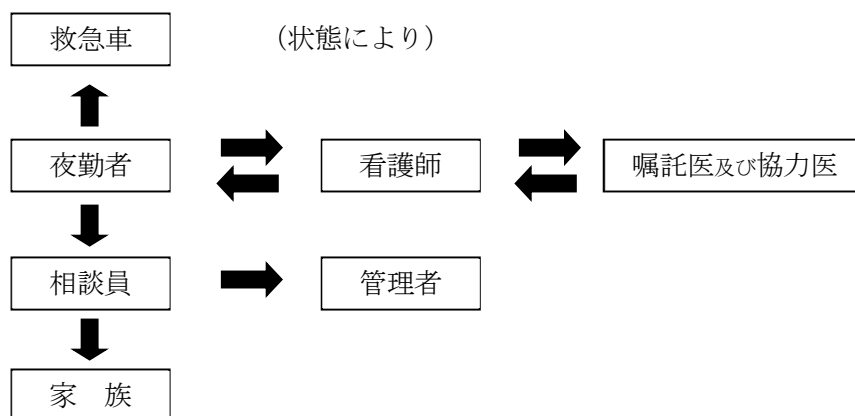 救急車 （状態により）
夜勤者 看護師 嘱託医及び協力医
相談員 管理者
家　族